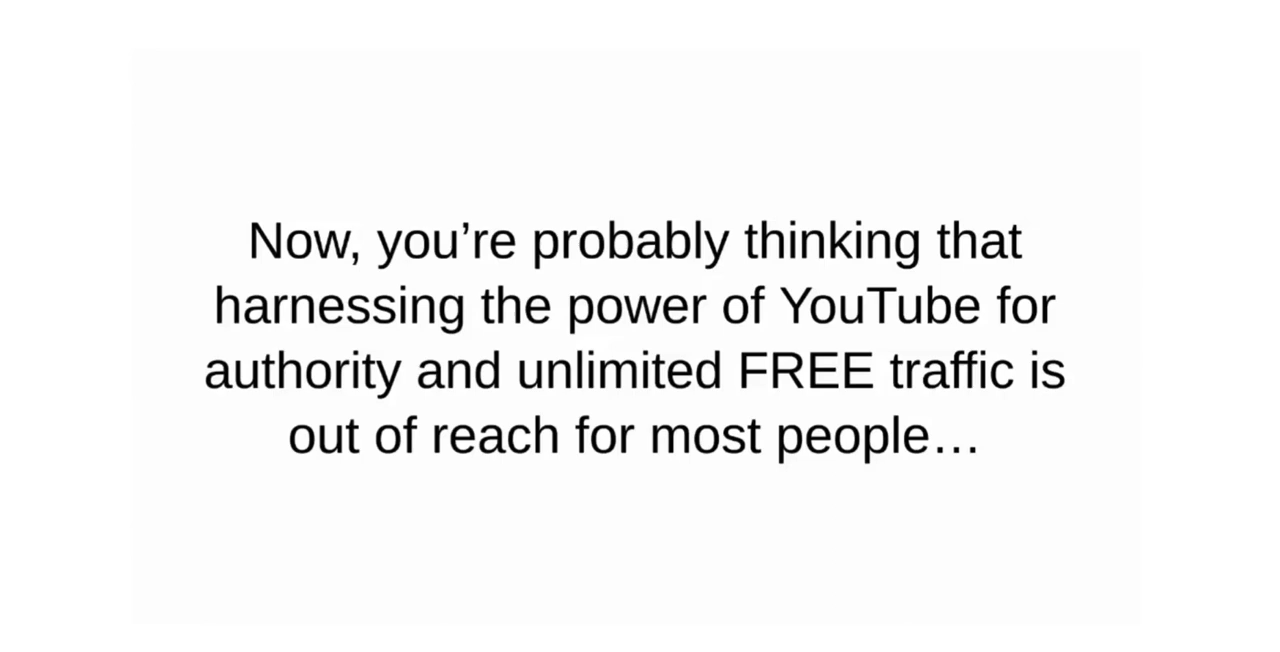 Now, you’re probably thinking that
harnessing the power of YouTube for
authority and unlimited FREE traffic is
out of reach for most people…